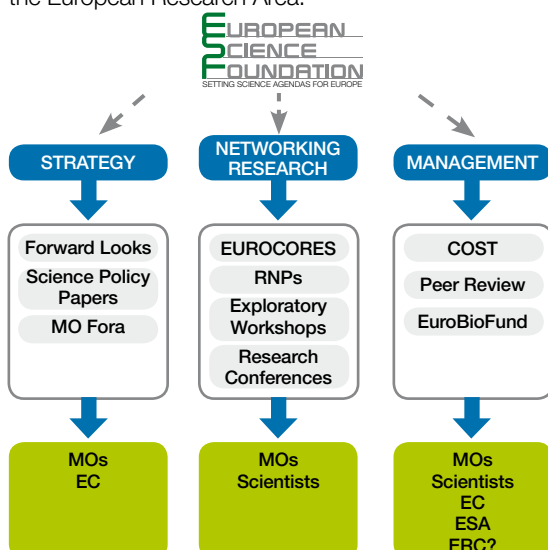 the European Research Area.
EUROPEAN
SCIENCE
FOUNDATION
SETTING SCIENCE AGENDAS FOR EUROPE
STRATEGY
NETWORKING
RESEARCH
MANAGEMENT
Forward Looks
Science Policy
Papers
MO Fora
EUROCORES
RNPs
Exploratory
Workshops
Research
Conferences
COST
Peer Review
EuroBioFund
MOs
EC
MOs
Scientists
MOs
Scientists
EC
ESA
ERC?